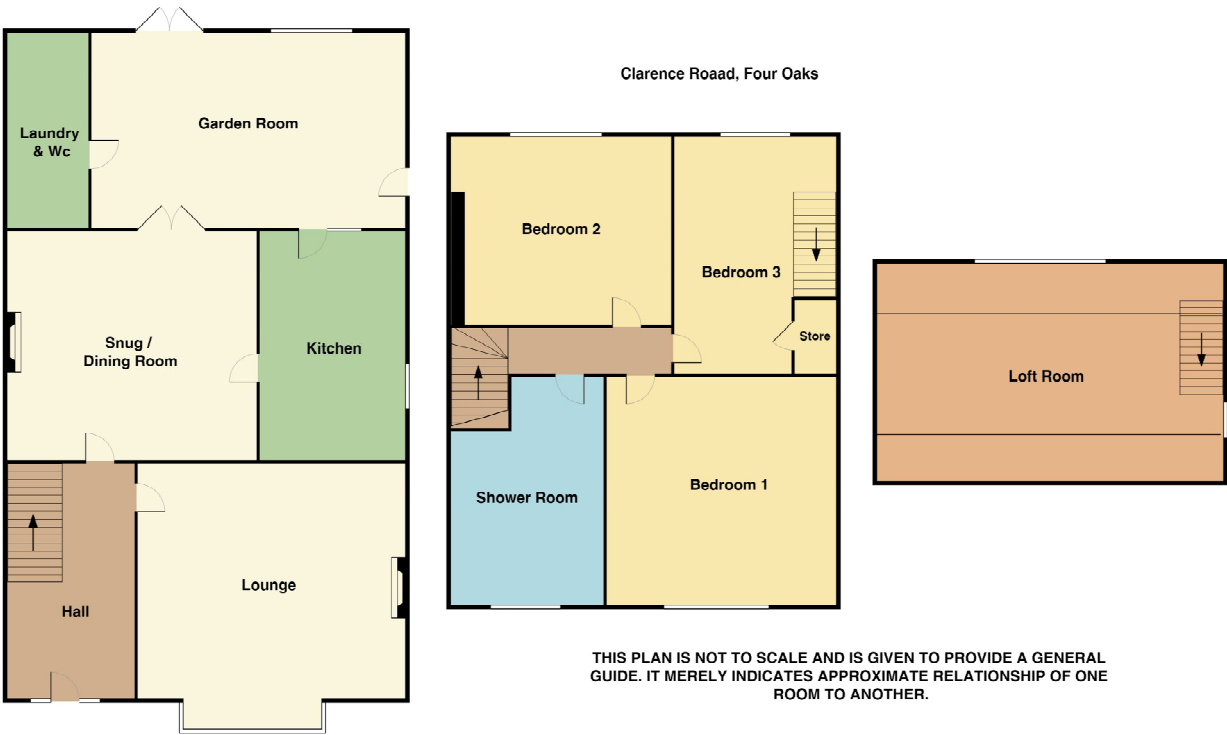 Clarence Roaad, Four Oaks
Laundry
& Wc
Garden Room
Snug /
Dining Room
Kitchen
Hall
Lounge
Bedroom 2
Bedroom 3
Store
Shower Room
Bedroom 1
Loft Room
THIS PLAN IS NOT TO SCALE AND IS GIVEN TO PROVIDE A GENERAL
GUIDE. IT MERELY INDICATES APPROXIMATE RELATIONSHIP OF ONE
ROOM TO ANOTHER.